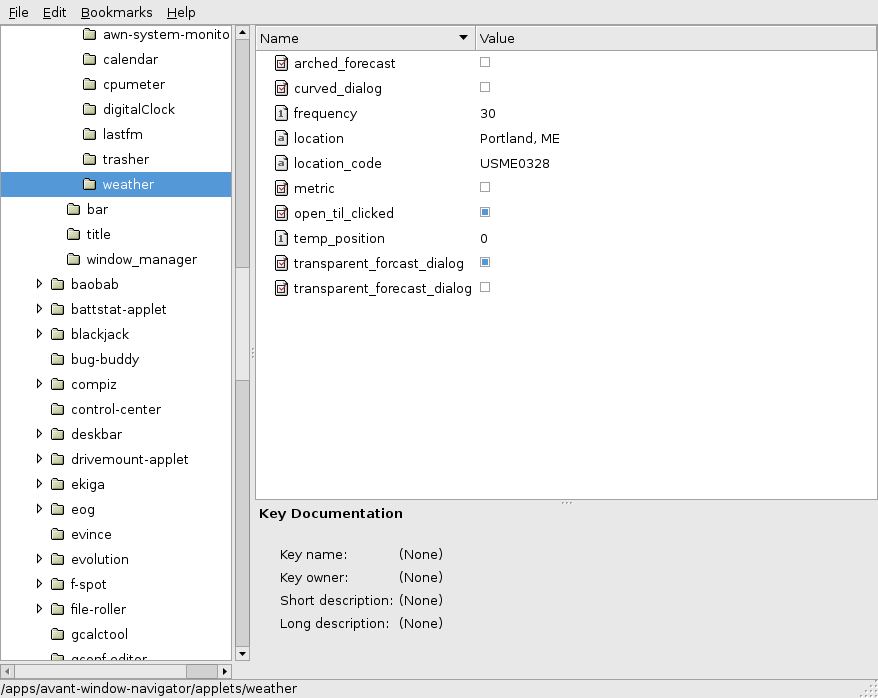 File Edit Bookmarks Help
awn-system-monito
calendar
cpumeter
digitalClock
lastfm
trasher
weather
bar
title
window_manager
baobab
battstat-applet
blackjack
bug-buddy
compiz
control-center
deskbar
drivemount-applet
ekiga
eog
evince
evolution
f-spot
file-roller
gcalctool
gconf-editor
Name Value
arched_forecast
curved_dialog
frequency 30
location Portland, ME
location_code USME0328
metric
open_til_clicked
temp_position 0
transparent_forcast_dialog
transparent_forecast_dialog
Key Documentation
Key name: (None)
Key owner: (None)
Short description: (None)
Long description: (None)
/apps/avant-window-navigator/applets/weather